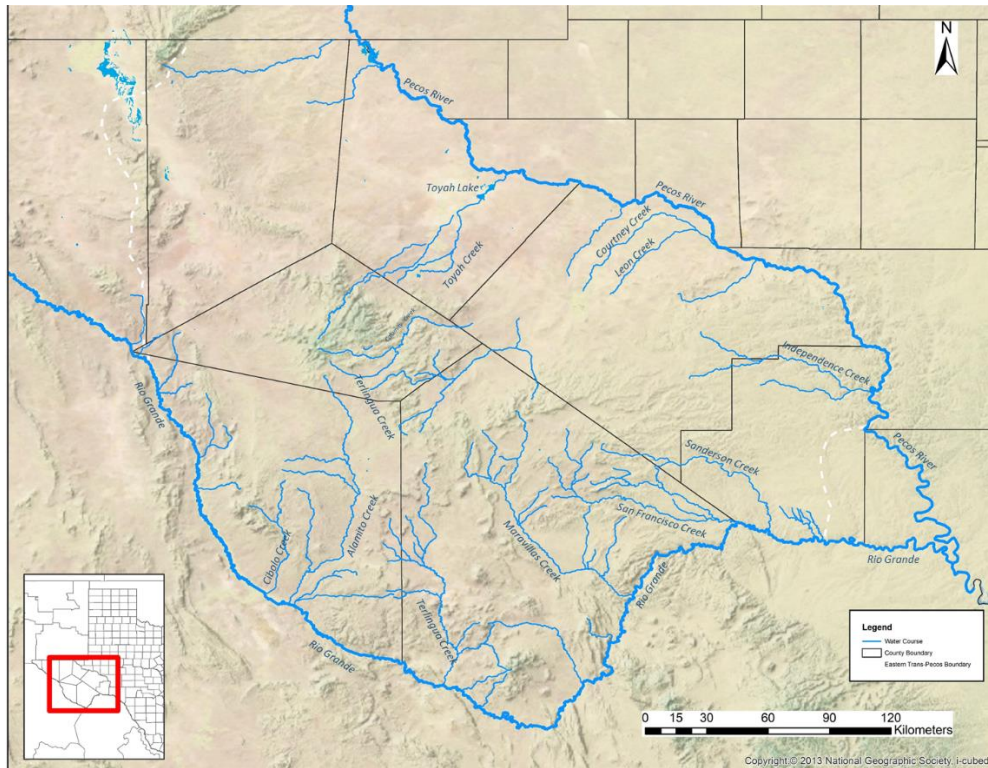 N
Pecos River
Toyah Lake
Pecos River
Courtney Creek
Leon Creek
Toyah Creek
Independence Creek
Rio Grande
Terlingua Creek
Pecos River
Sanderson Creek
San Francisco Creek
Alamito Creek
Maravillas Creek
Cibolo Creek
Rio Grande
Rio Grande
Terlingua Creek
Rio Grande
Legend
Water Course
County Boundary
Eastern Trans-Pecos Boundary
0 15 30 60 90 120
Kilometers
Copyright:© 2013 National Geographic Society, i-cubed